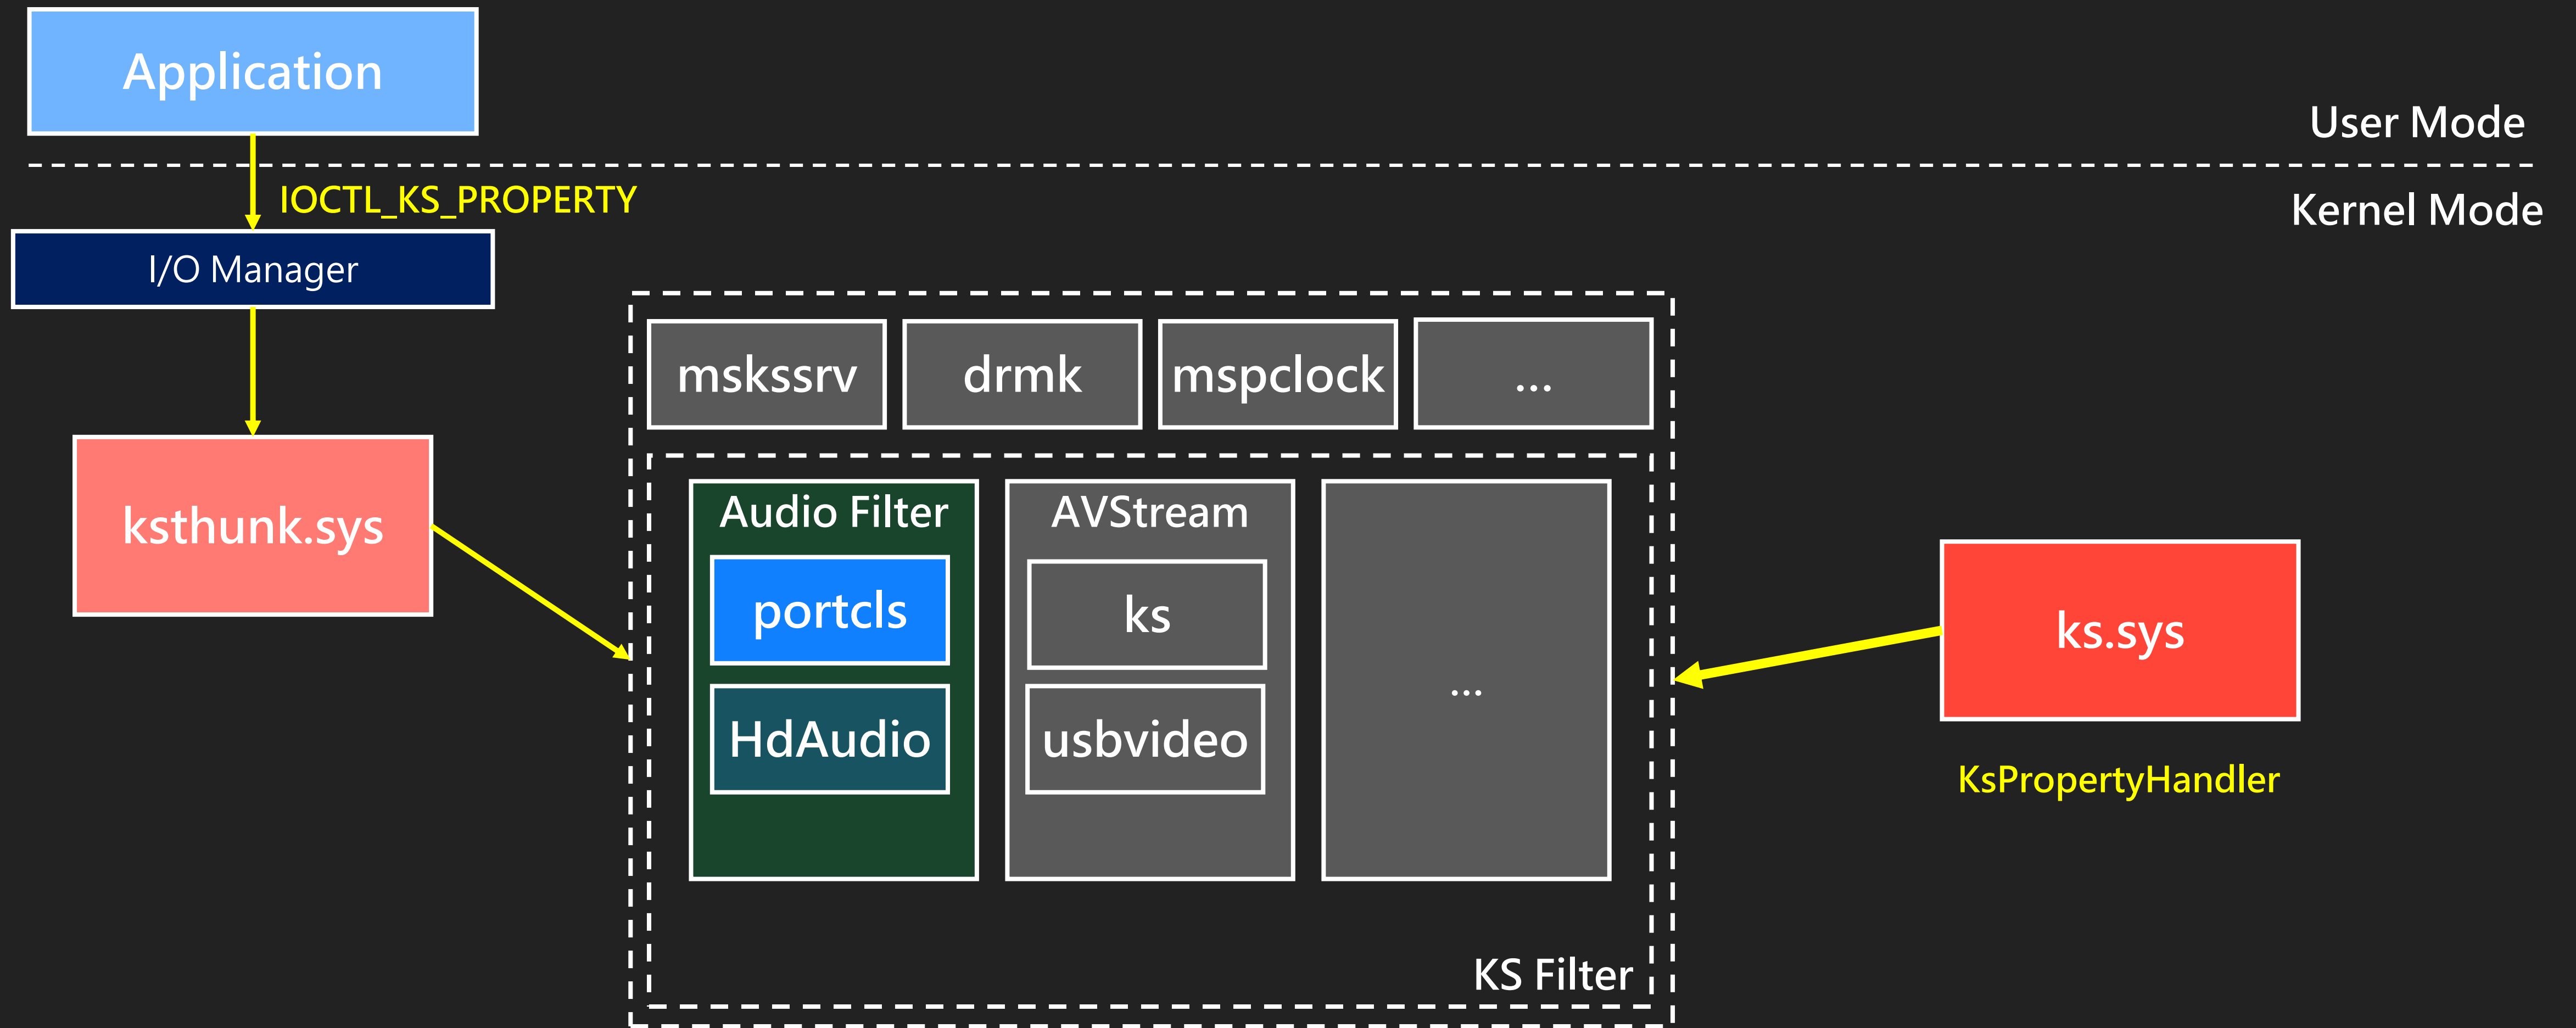 Application
User Mode
IOCTL_KS_PROPERTY
Kernel Mode
I/O Manager
mskssrv
drmk
mspclock
...
ksthunk.sys
Audio Filter
portcls
HdAudio
AVStream
ks
usbvideo
...
KS Filter
ks.sys
KsPropertyHandler